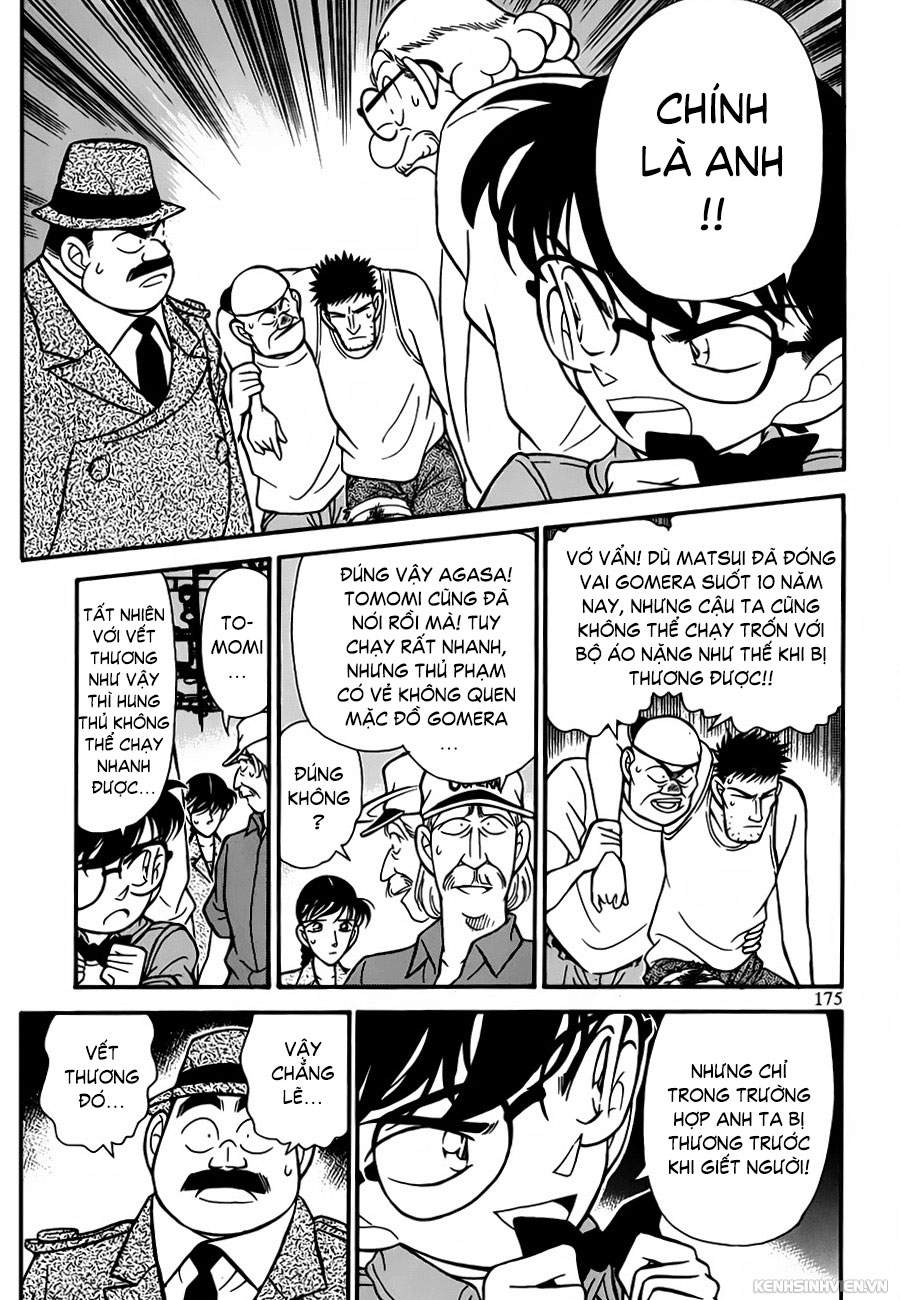 CHÍNH
LÀ ANH
!!
VỚ VẨN! DÙ MATSUI ĐÃ ĐÓNG
VAI GOMERA SUỐT 10 NĂM
NAY, NHƯNG CẬU TA CŨNG
KHÔNG THỂ CHẠY TRỐN VỚI
BỘ ÁO NẶNG NHƯ THẾ KHI BỊ
THƯƠNG ĐƯỢC!!
ĐÚNG VẬY AGASA!
TOMOMI CŨNG ĐÃ
NÓI RỒI MÀ! TUY
CHẠY RẤT NHANH,
NHƯNG THỦ PHẠM
CÓ VẺ KHÔNG QUEN
MẶC ĐỒ GOMERA
...
ĐÚNG
KHÔNG
?
TO-
MOMI
...
TẤT NHIÊN
VỚI VẾT
THƯƠNG
NHƯ VẬY
THÌ HUNG
THỦ KHÔNG
THỂ CHẠY
NHANH
ĐƯỢC...
175
NHƯNG CHỈ
TRONG TRƯỜNG
HỢP ANH TA BỊ
THƯƠNG TRƯỚC
KHI GIẾT NGƯỜI!
VẬY
CHẲNG
LẼ...
VẾT
THƯƠNG
ĐÓ...
KENHSINHVIEN.VN